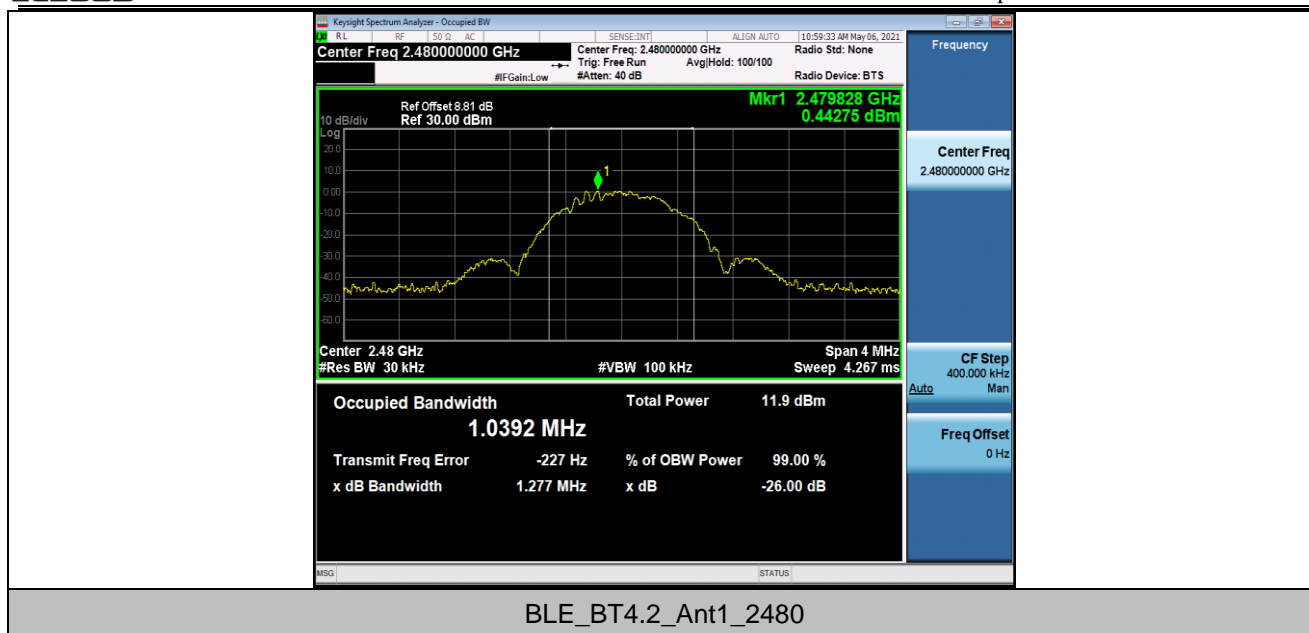 Keysight Spectrum Analyzer - Occupied BW
RL RF 50 Ω AC SENSE:INT ALIGN AUTO 10:59:33 AM May 06, 2021
Center Freq 2.480000000 GHz
Center Freq: 2.480000000 GHz Radio Std: None
Trig: Free Run Avg|Hold: 100/100
#IFGain:Low #Atten: 40 dB Radio Device: BTS
Frequency
Mkr1 2.479828 GHz
0.44275 dBm
Ref Offset 8.81 dB
10 dB/div Ref 30.00 dBm
Log
20.0
10.0
0.00
-10.0
-20.0
-30.0
-40.0
-50.0
-60.0
1
Center 2.48 GHz Span 4 MHz
#Res BW 30 kHz #VBW 100 kHz Sweep 4.267 ms
Center Freq
2.480000000 GHz
CF Step
400.000 kHz
Auto Man
Freq Offset
0 Hz
Occupied Bandwidth Total Power 11.9 dBm
1.0392 MHz
Transmit Freq Error -227 Hz % of OBW Power 99.00 %
x dB Bandwidth 1.277 MHz x dB -26.00 dB
MSG STATUS
BLE_BT4.2_Ant1_2480